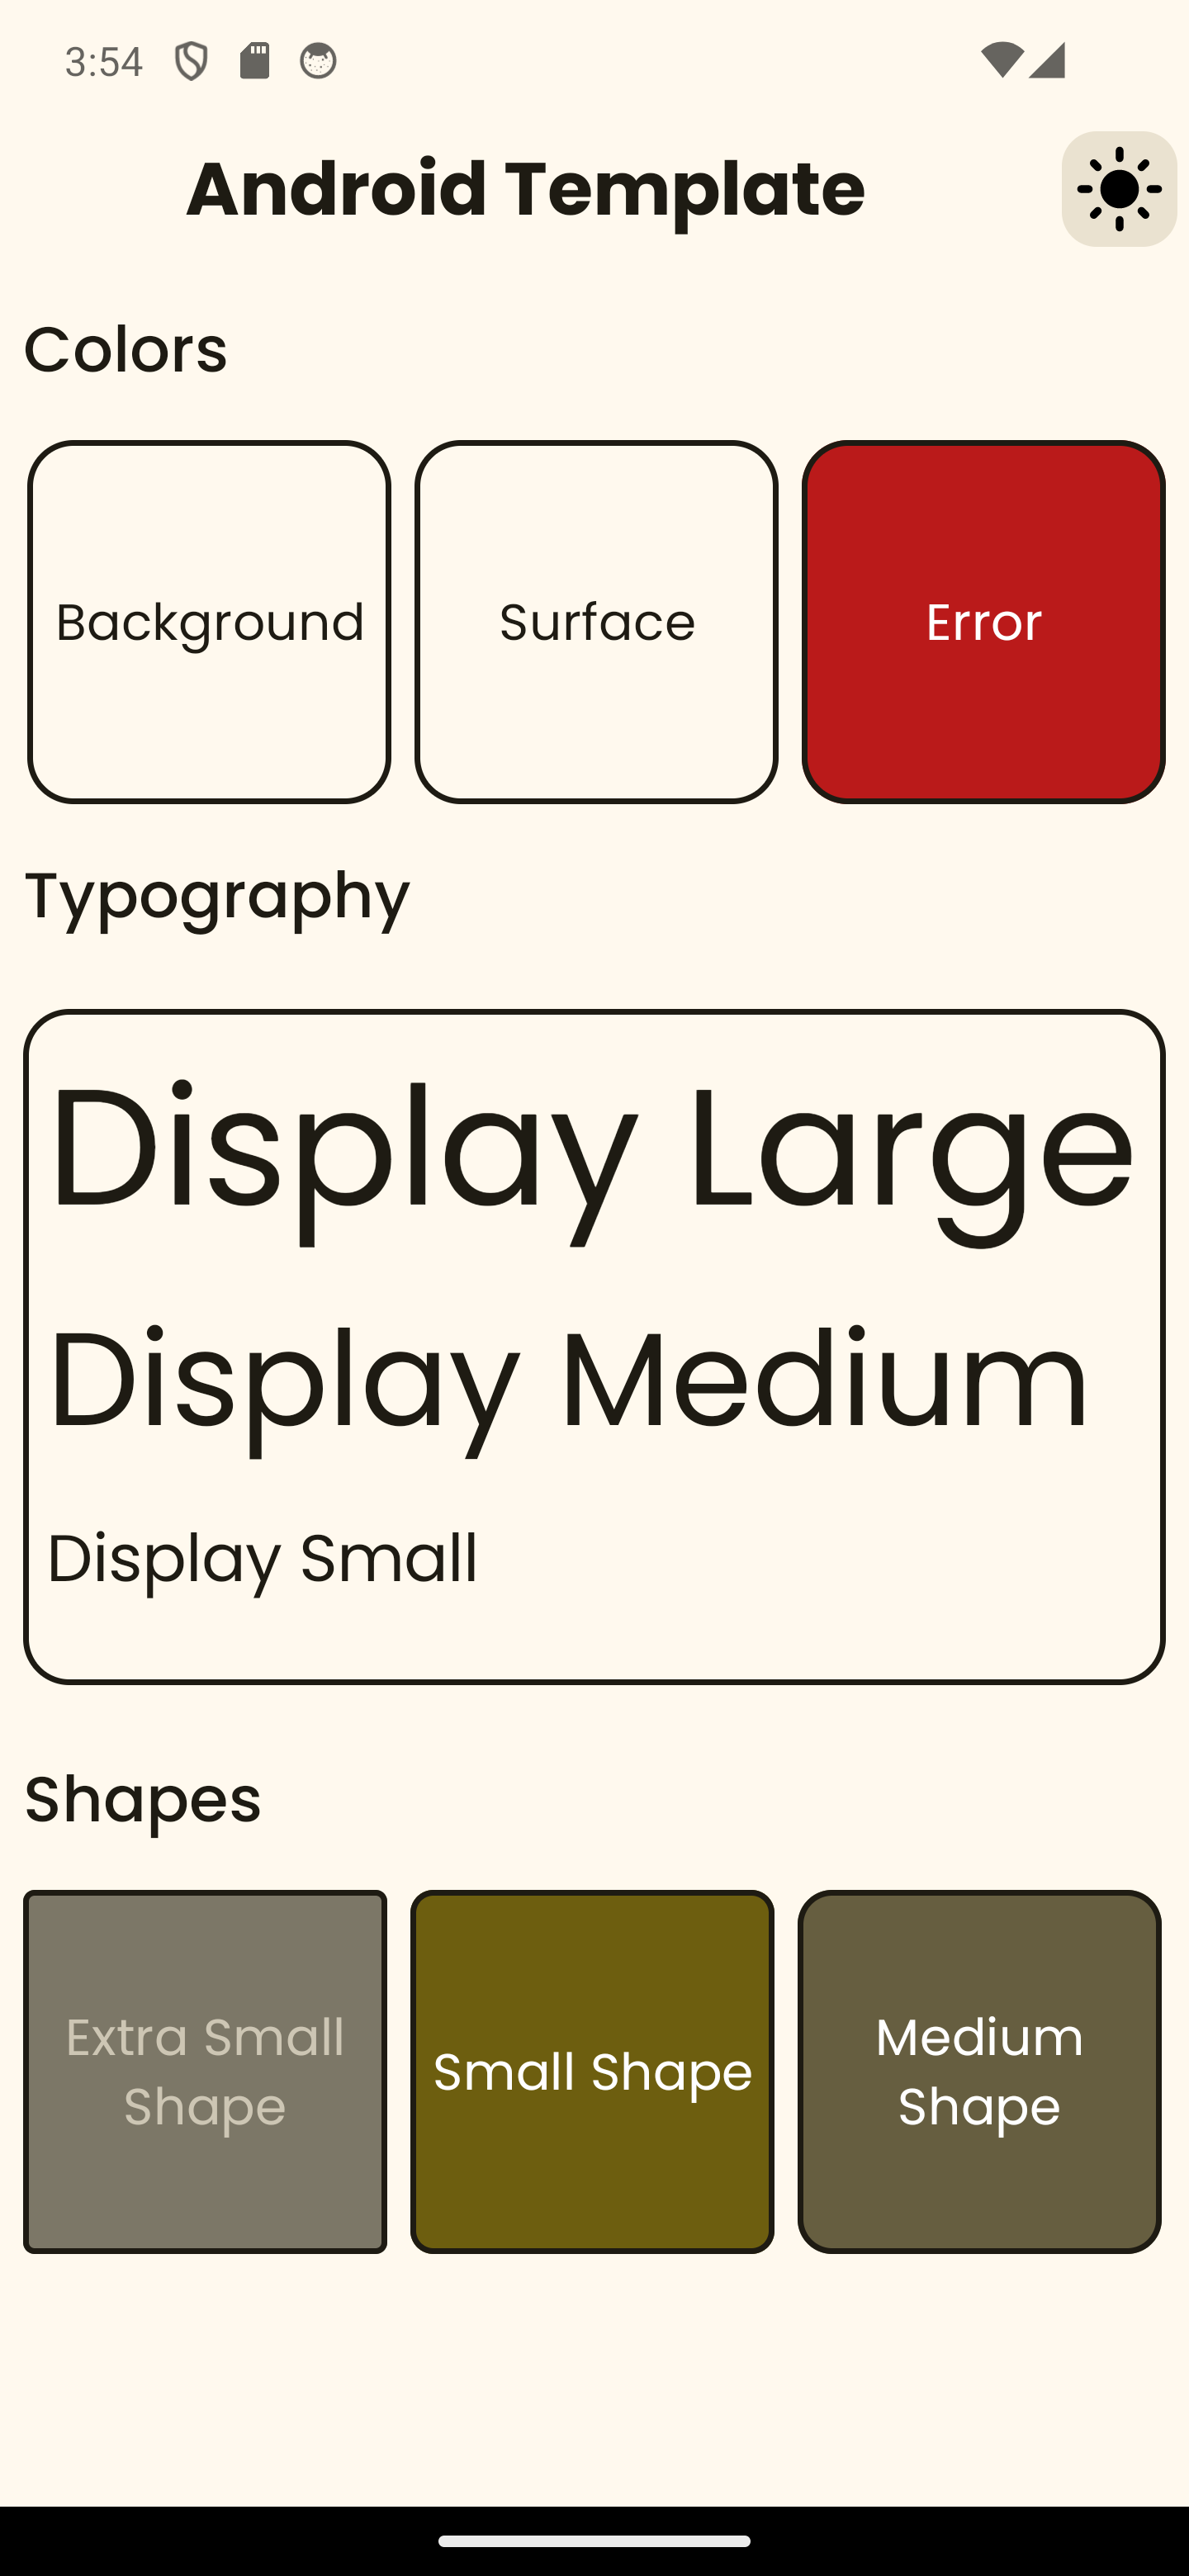 3:54
Android Template
Colors
Background
Surface
Error
Typography
Display Large
Display Medium
Display Small
Shapes
Extra Small
Shape
Small Shape
Medium
Shape